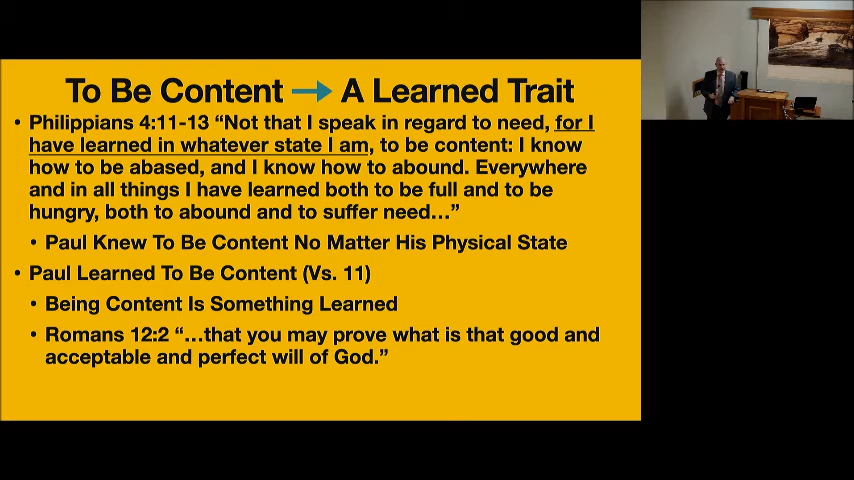 To Be Content → A Learned Trait
• Philippians 4:11-13 “Not that I speak in regard to need, for I
have learned in whatever state I am, to be content: I know
how to be abased, and I know how to abound. Everywhere
and in all things I have learned both to be full and to be
hungry, both to abound and to suffer need…”
• Paul Knew To Be Content No Matter His Physical State
• Paul Learned To Be Content (Vs. 11)
• Being Content Is Something Learned
• Romans 12:2 “…that you may prove what is that good and
acceptable and perfect will of God.”